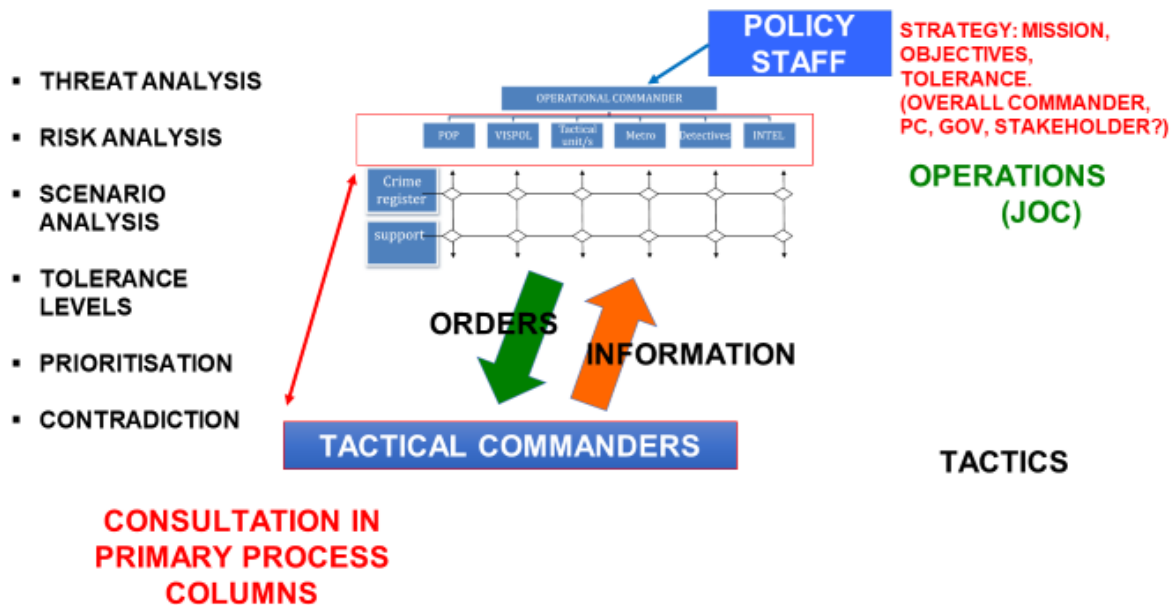 POLICY
STAFF
STRATEGY: MISSION,
OBJECTIVES,
TOLERANCE.
(OVERALL COMMANDER,
PC, GOV, STAKEHOLDER?)
▪ THREAT ANALYSIS
▪ RISK ANALYSIS
▪ SCENARIO
ANALYSIS
▪ TOLERANCE
LEVELS
▪ PRIORITISATION
▪ CONTRADICTION
OPERATIONAL COMMANDER
POP
VISPOL
Tactical
unit/s
Metro
Detectives
INTEL
Crime
register
support
OPERATIONS
(JOC)
ORDERS
INFORMATION
TACTICAL COMMANDERS
TACTICS
CONSULTATION IN
PRIMARY PROCESS
COLUMNS